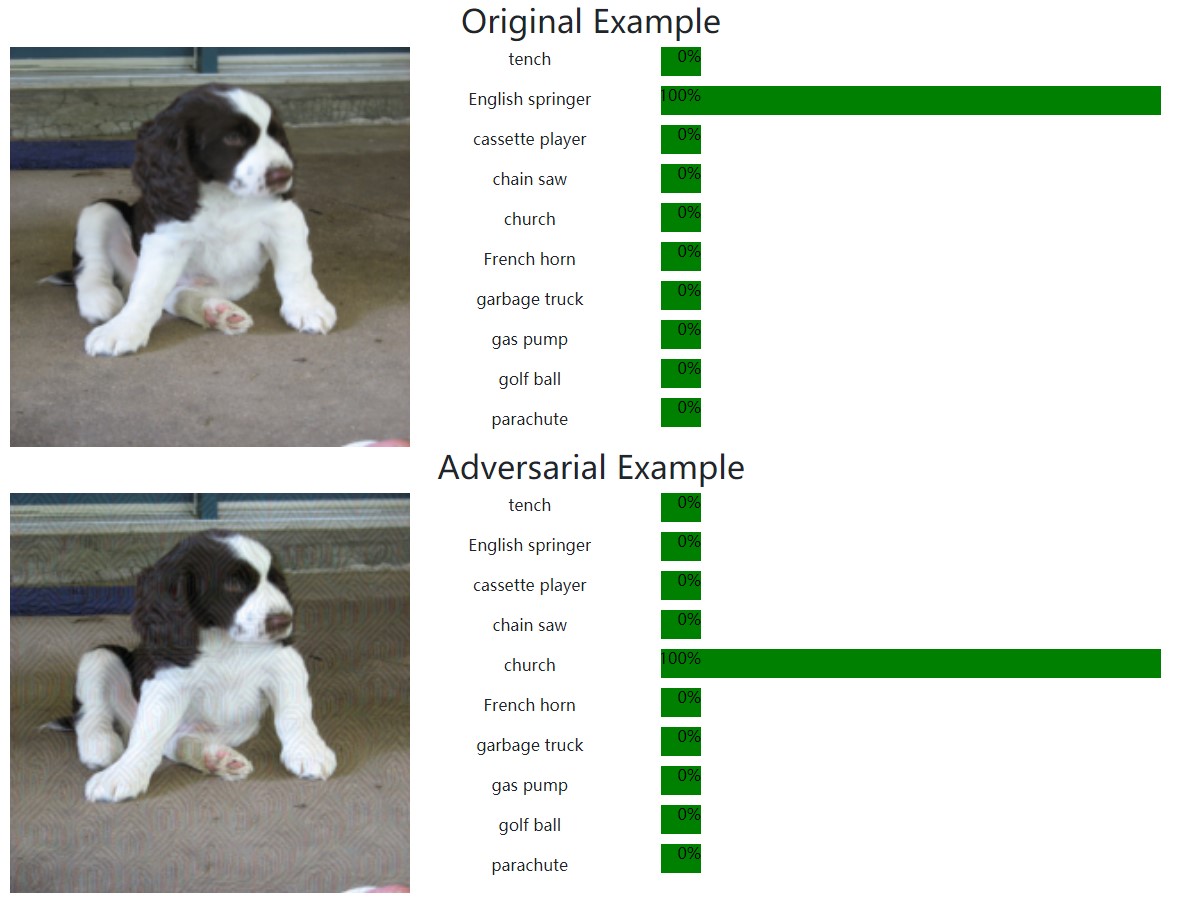 Original Example
tench 0%
English springer 100%
cassette player 0%
chain saw 0%
church 0%
French horn 0%
garbage truck 0%
gas pump 0%
golf ball 0%
parachute 0%
Adversarial Example
tench 0%
English springer 0%
cassette player 0%
chain saw 0%
church 100%
French horn 0%
garbage truck 0%
gas pump 0%
golf ball 0%
parachute 0%